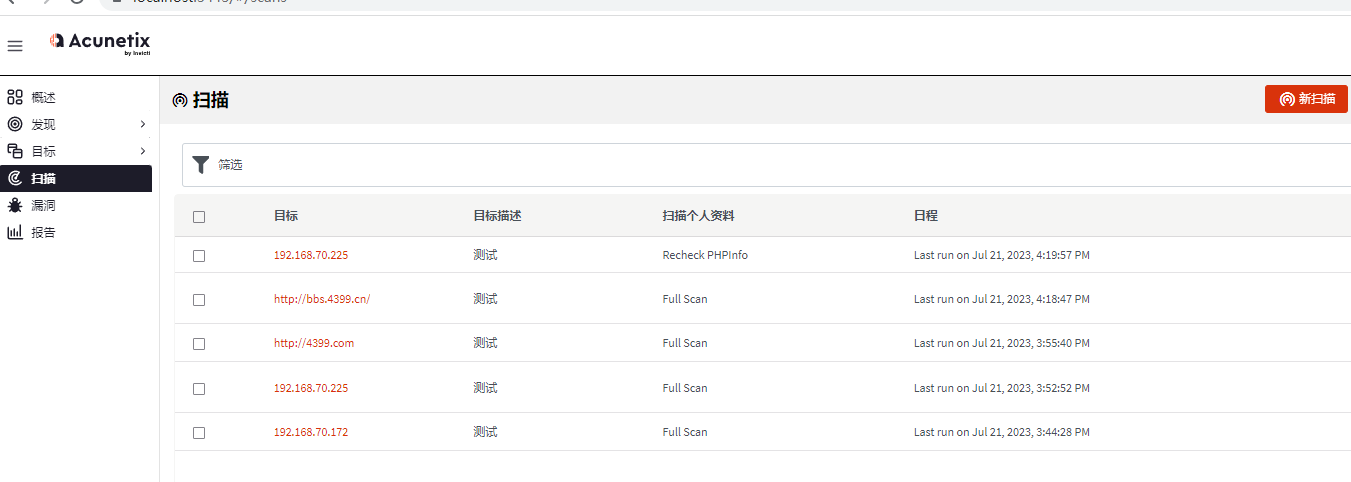 Acunetix
by Invicti
概述
发现
目标
扫描
漏洞
报告
扫描
新扫描
筛选
目标 目标描述 扫描个人资料 日程
192.168.70.225 测试 Recheck PHPInfo Last run on Jul 21, 2023, 4:19:57 PM
http://bbs.4399.cn/ 测试 Full Scan Last run on Jul 21, 2023, 4:18:47 PM
http://4399.com 测试 Full Scan Last run on Jul 21, 2023, 3:55:40 PM
192.168.70.225 测试 Full Scan Last run on Jul 21, 2023, 3:52:52 PM
192.168.70.172 测试 Full Scan Last run on Jul 21, 2023, 3:44:28 PM